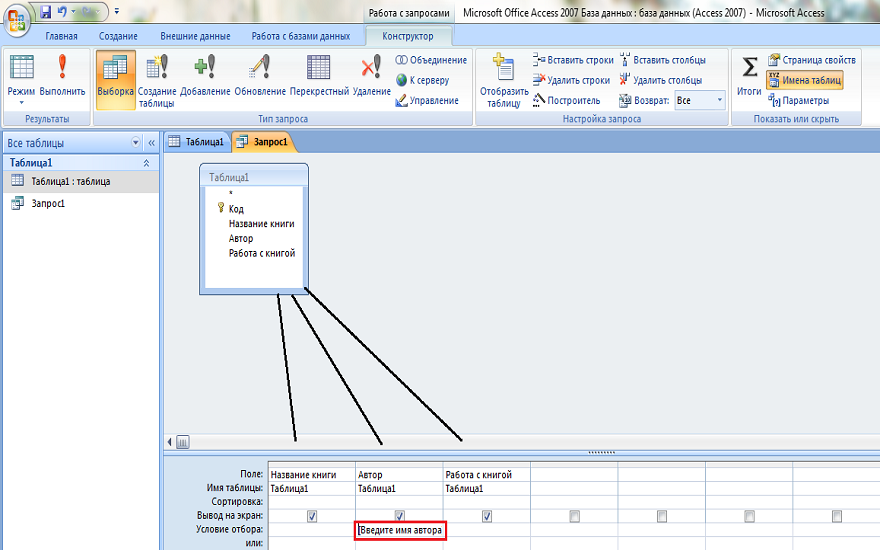 Работа с запросами
Microsoft Office Access 2007 База данных : база данных (Access 2007) - Microsoft Access
Главная Создание Внешние данные Работа с базами данных Конструктор
Режим Выполнить
Результаты
Выборка Создание таблицы Добавление Обновление Перекрестный Удаление
Объединение
К серверу
Управление
Тип запроса
Отобразить таблицу
Вставить строки
Удалить строки
Построитель
Вставить столбцы
Удалить столбцы
Возврат: Все
Настройка запроса
Итоги
Страница свойств
XYZ Имена таблиц
Параметры
Показать или скрыть
Все таблицы
Таблица1
Таблица1 : таблица
Запрос1
Таблица1 Запрос1
Таблица1
*
Код
Название книги
Автор
Работа с книгой
Поле: Название книги Автор Работа с книгой
Имя таблицы: Таблица1 Таблица1 Таблица1
Сортировка:
Вывод на экран:
Условие отбора: [Введите имя автора
или: